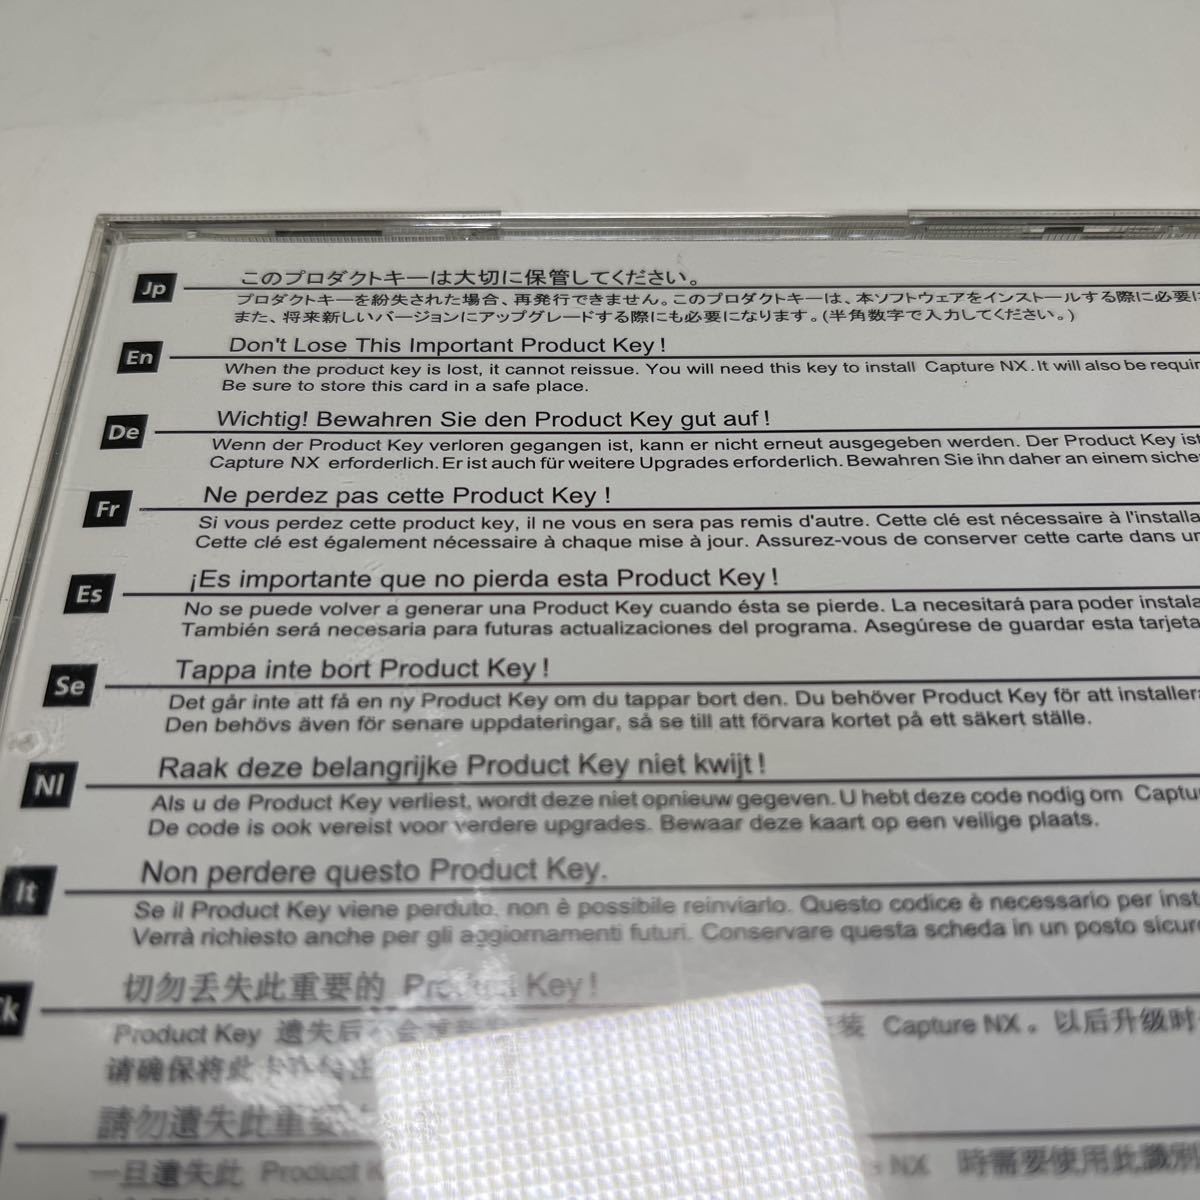 Jp
このプロダクトキーは大切に保管してください。
プロダクトキーを紛失された場合、再発行できません。このプロダクトキーは、本ソフトウェアをインストールする際に必要
また、将来新しいバージョンにアップグレードする際にも必要になります。(半角数字で入力してください。)
En
Don't Lose This Important Product Key !
When the product key is lost, it cannot reissue. You will need this key to install Capture NX. It will also be requir
Be sure to store this card in a safe place.
De
Wichtig! Bewahren Sie den Product Key gut auf !
Wenn der Product Key verloren gegangen ist, kann er nicht erneut ausgegeben werden. Der Product Key ist
Capture NX erforderlich. Er ist auch für weitere Upgrades erforderlich. Bewahren Sie ihn daher an einem siche
Fr
Ne perdez pas cette Product Key !
Si vous perdez cette product key, il ne vous en sera pas remis d'autre. Cette clé est nécessaire à l'installa
Cette clé est également nécessaire à chaque mise à jour. Assurez-vous de conserver cette carte dans un
Es
¡Es importante que no pierda esta Product Key !
No se puede volver a generar una Product Key cuando ésta se pierde. La necesitará para poder instala
También será necesaria para futuras actualizaciones del programa. Asegúrese de guardar esta tarjeta
Se
Tappa inte bort Product Key !
Det går inte att få en ny Product Key om du tappar bort den. Du behöver Product Key för att installera
Den behövs även för senare uppdateringar, så se till att förvara kortet på ett säkert ställe.
Nl
Raak deze belangrijke Product Key niet kwijt !
Als u de Product Key verliest, wordt deze niet opnieuw gegeven. U hebt deze code nodig om Captu
De code is ook vereist voor verdere upgrades. Bewaar deze kaart op een veilige plaats.
It
Non perdere questo Product Key.
Se il Product Key viene perduto, non è possibile reinviarlo. Questo codice è necessario per inst
Verrà richiesto anche per gli aggiornamenti futuri. Conservare questa scheda in un posto sicur
k
切勿丢失此重要的 Product Key !
Product Key 遺失后 装 Capture NX。以后升级时
请确保将此卡
請勿遺失此重要
一旦遺失此 Product K NX 時需要使用此識別